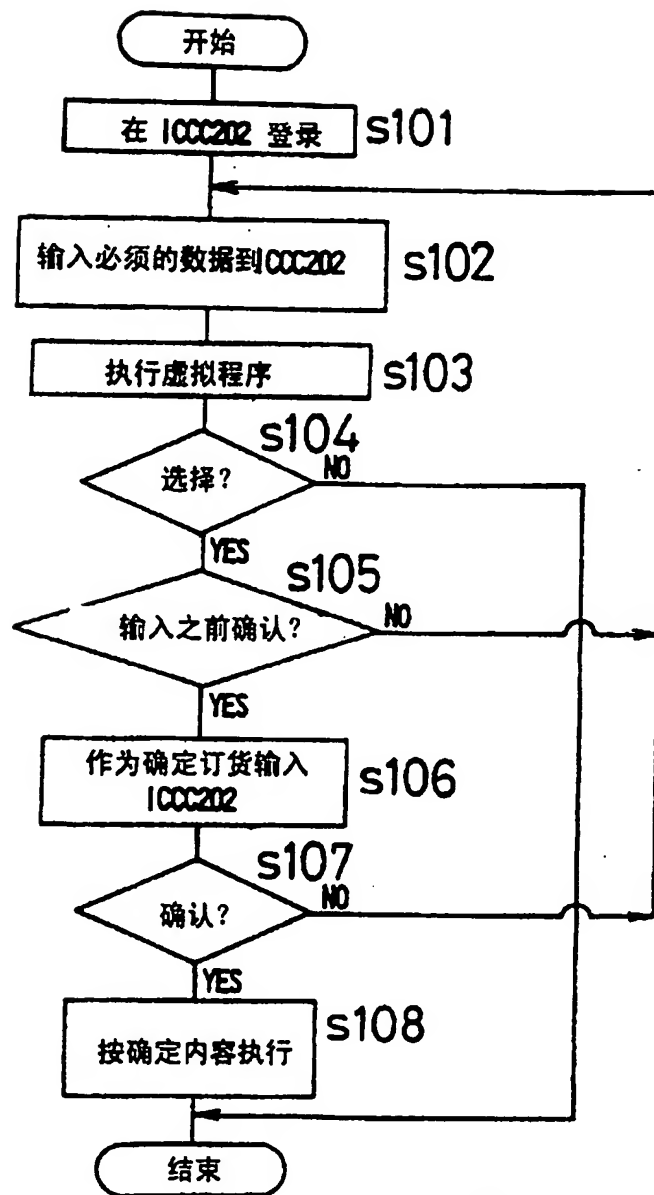 开始
在 ICCC202 登录
s101
输入必须的数据到CCC202
s102
执行虚拟程序
s103
s104
选择?
NO
YES
s105
输入之前确认?
NO
YES
作为确定订货输入
ICCC202
s106
s107
确认?
NO
YES
按确定内容执行
s108
结束